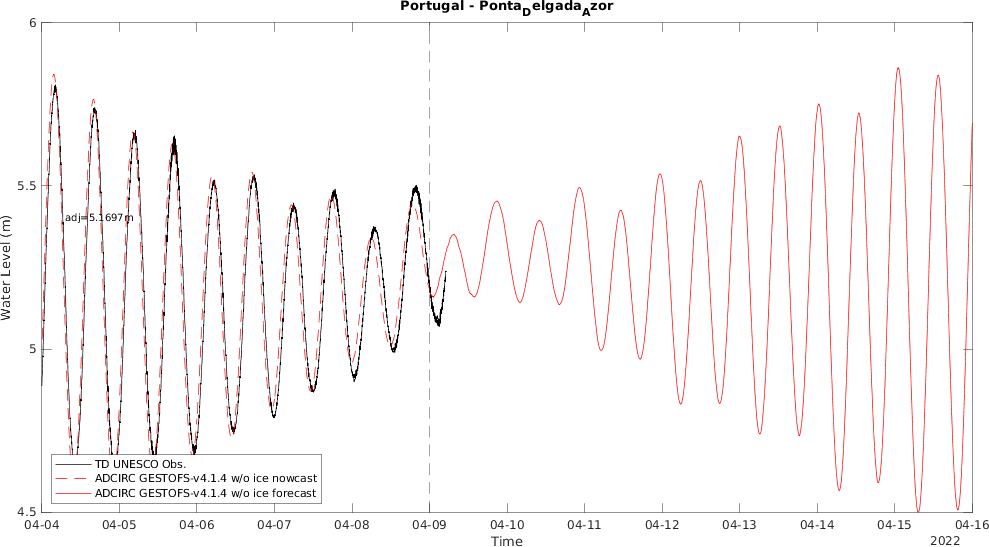 Portugal - PontaDelgadaAzor
6
5.5
5
4.5
Water Level (m)
adj=5.1697m
TD UNESCO Obs.
ADCIRC GESTOFS-v4.1.4 w/o ice nowcast
ADCIRC GESTOFS-v4.1.4 w/o ice forecast
04-04 04-05 04-06 04-07 04-08 04-09 04-10 04-11 04-12 04-13 04-14 04-15 04-16
Time
2022